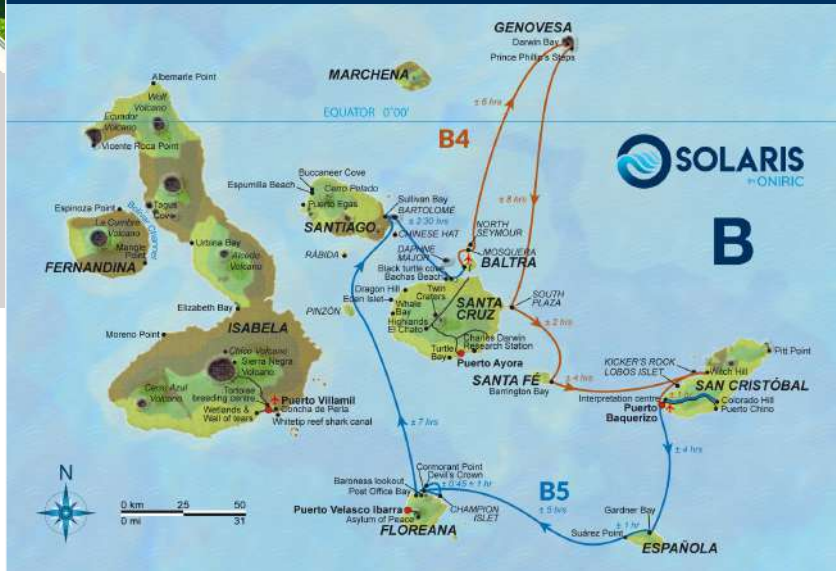 GENOVESA
Darwin Bay
Prince Phillip's Steps
MARCHENA
Albemarle Point
Wolf
Volcano
Ecuador
Volcano
Vicente Roca Point
EQUATOR 0°00'
± 6 hrs
B4
SOLARIS
by ONIRIC
B
Buccaneer Cove
Espumilla Beach
Cerro Pelado
Puerto Egas
SANTIAGO
Sullivan Bay
BARTOLOMÉ
± 2:30 hrs
CHINESE HAT
± 8 hrs
Espinoza Point
Bolivar Channel
Tagus
Cove
La Cumbre
Volcano
Mangle
Point
FERNANDINA
Urbina Bay
Alcedo
Volcano
RÁBIDA
DAPHNE
MAJOR
NORTH
SEYMOUR
MOSQUERA
BALTRA
Black turtle cove
Bachas Beach
Dragon Hill
Eden Islet
Twin
Craters
Whale
Bay
Highlands
El Chato
SANTA
CRUZ
SOUTH
PLAZA
Charles Darwin
Research Station
Turtle
Bay
Puerto Ayora
PINZÓN
Elizabeth Bay
Moreno Point
ISABELA
Chico Volcano
Sierra Negra
Volcano
Cerro Azul
Volcano
Tortoise
breeding centre
Puerto Villamil
Concha de Perla
Wetlands &
Wall of tears
Whitetip reef shark canal
± 2 hrs
SANTA FÉ
Barrington Bay
± 4 hrs
KICKER'S ROCK
LOBOS ISLET
Witch Hill
Pitt Point
SAN CRISTÓBAL
± 1 hr
Interpretation centre
Puerto
Baquerizo
Colorado Hill
Puerto Chino
± 7 hrs
± 4 hrs
Cormorant Point
Devil's Crown
Baroness lookout
Post Office Bay
± 0:45 + 1 hr
Puerto Velasco Ibarra
Asylum of Peace
FLOREANA
CHAMPION
ISLET
B5
± 5 hrs
Gardner Bay
± 1 hr
Suárez Point
ESPAÑOLA
N
0 km 25 50
0 mi 31